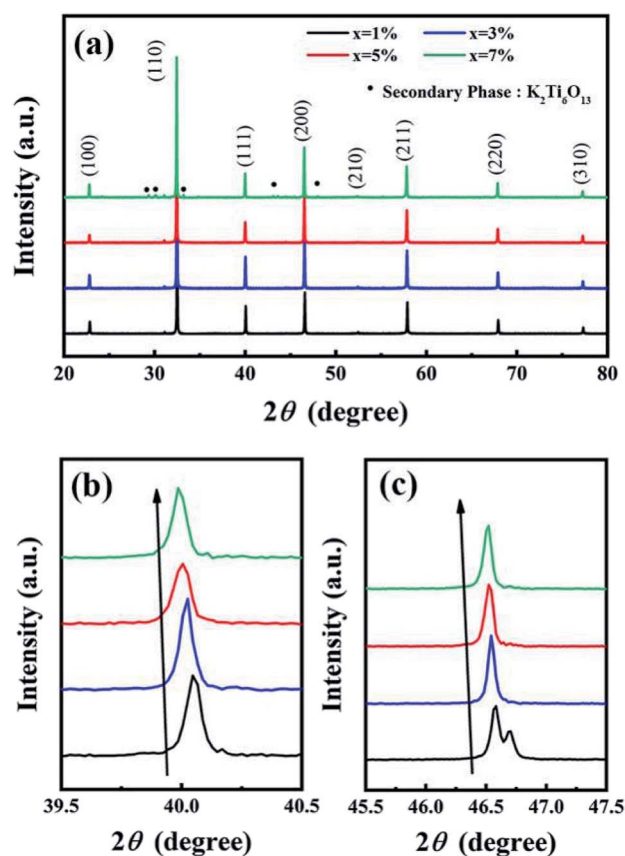 (a)
x=1% x=3%
x=5% x=7%
• Secondary Phase : K₂Ti₆O₁₃
(100) (110) (111) (200) (210) (211) (220) (310)
Intensity (a.u.)
20 30 40 50 60 70 80
2θ (degree)
(b)
Intensity (a.u.)
39.5 40.0 40.5
2θ (degree)
(c)
Intensity (a.u.)
45.5 46.0 46.5 47.0 47.5
2θ (degree)